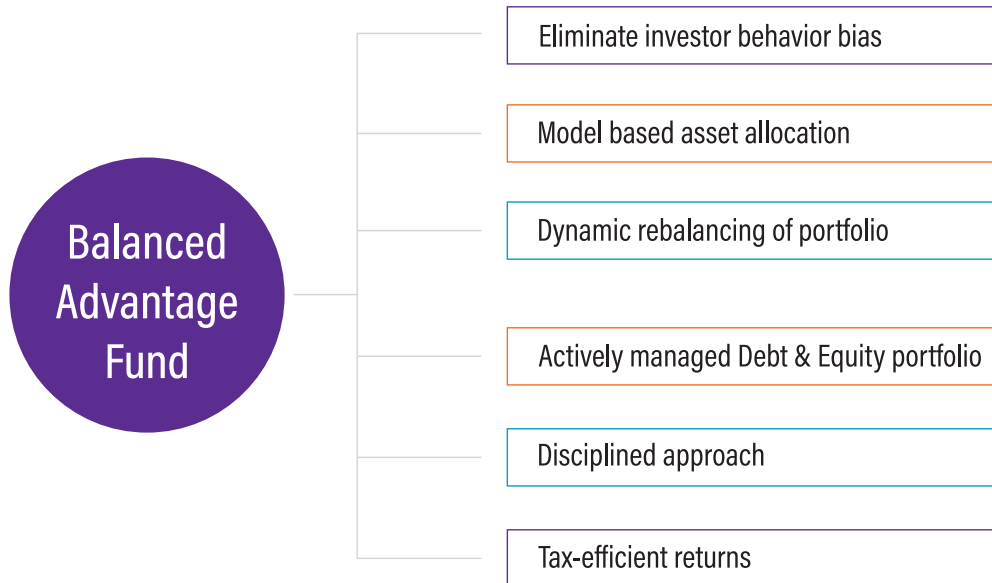 Balanced
Advantage
Fund
Eliminate investor behavior bias
Model based asset allocation
Dynamic rebalancing of portfolio
Actively managed Debt & Equity portfolio
Disciplined approach
Tax-efficient returns